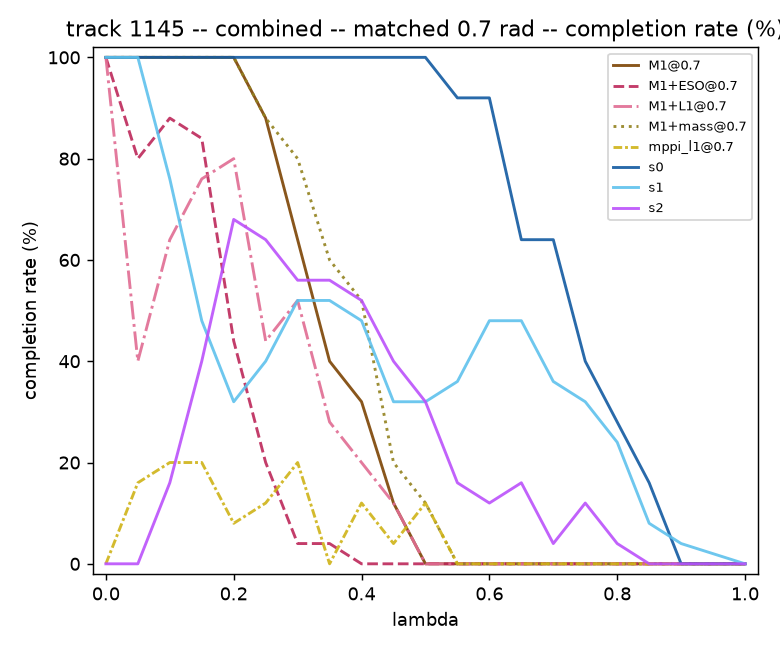 track 1145 -- combined -- matched 0.7 rad -- completion rate (%)
100
80
60
40
20
0
completion rate (%)
M1@0.7
M1+ESO@0.7
M1+L1@0.7
M1+mass@0.7
mppi_l1@0.7
s0
s1
s2
0.0 0.2 0.4 0.6 0.8 1.0
lambda